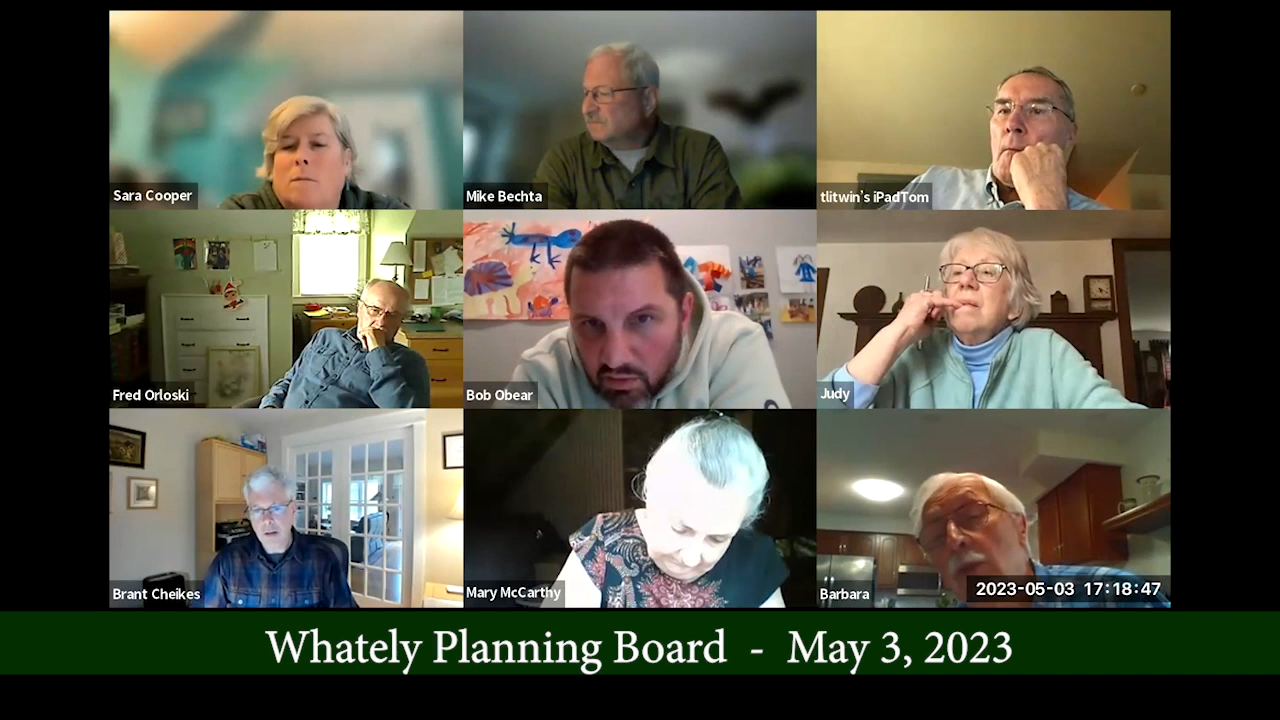 Sara Cooper
Mike Bechta
tlitwin's iPadTom
Fred Orloski
Bob Obear
Judy
Brant Cheikes
Mary McCarthy
Barbara
2023-05-03 17:18:47
Whately Planning Board - May 3, 2023